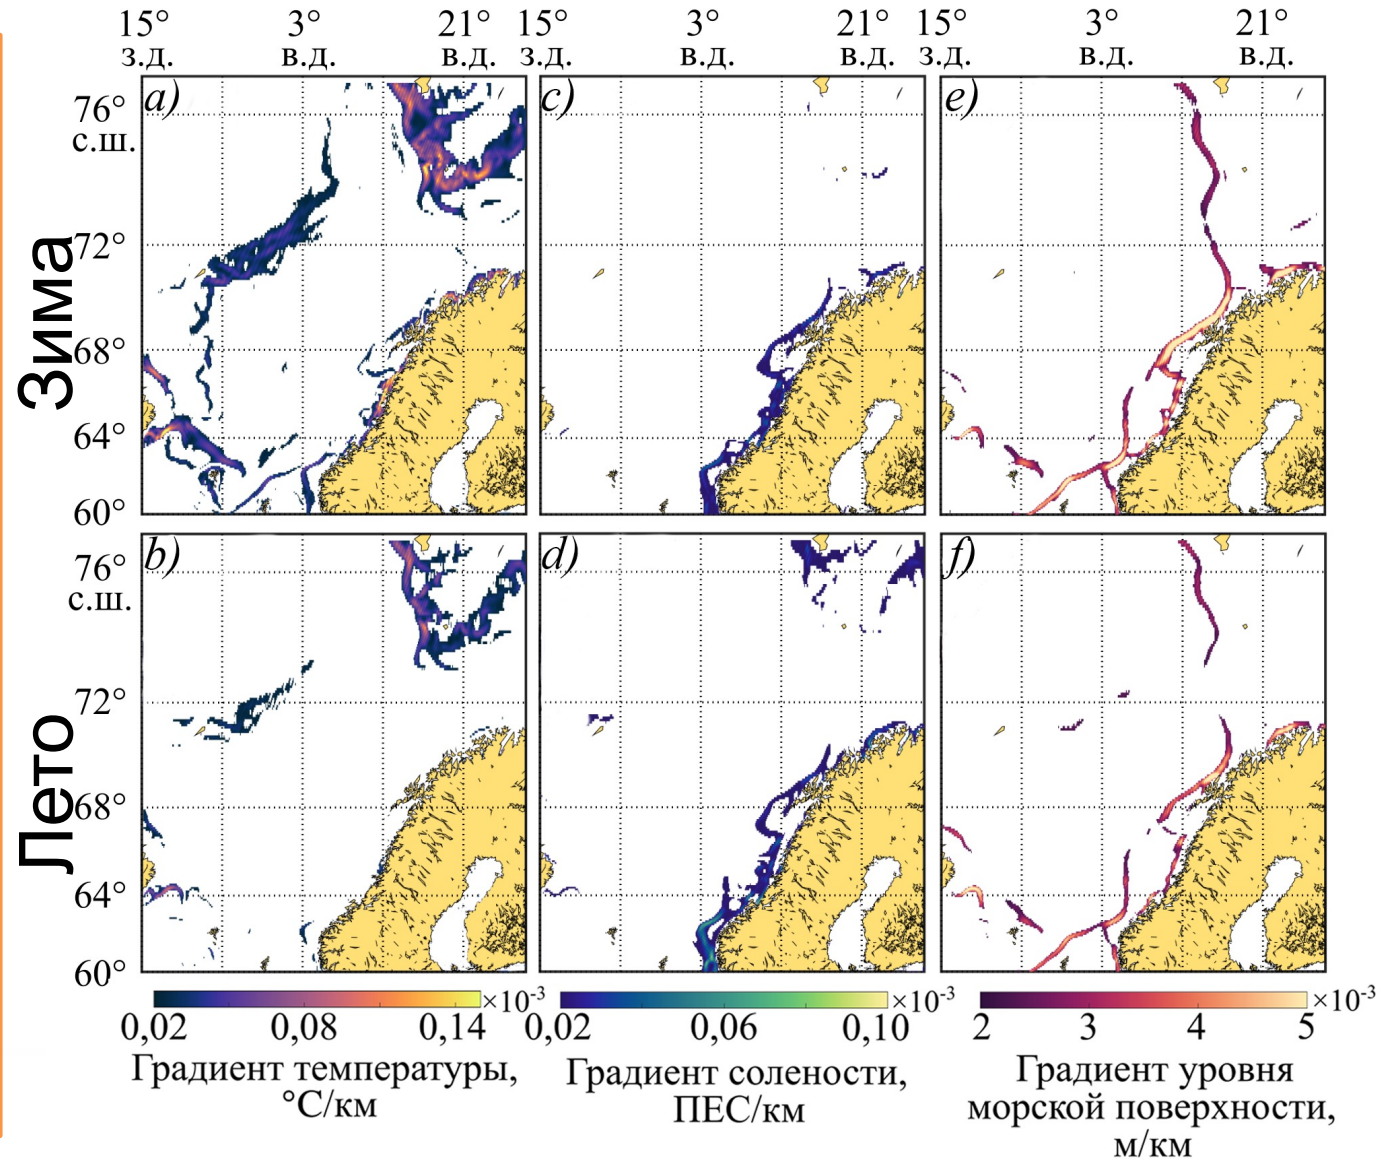 15° 3° 21° 15° 3° 21° 15° 3° 21°
з.д. в.д. в.д. з.д. в.д. в.д. з.д. в.д. в.д.
Зима
a) c) e)
76°
с.ш.
72°
68°
64°
60°
Лето
b) d) f)
76°
с.ш.
72°
68°
64°
60°
×10-3 ×10-3 ×10-3
0,02 0,08 0,14 0,02 0,06 0,10 2 3 4 5
Градиент температуры,
°C/км
Градиент солености,
ПЕС/км
Градиент уровня
морской поверхности,
м/км